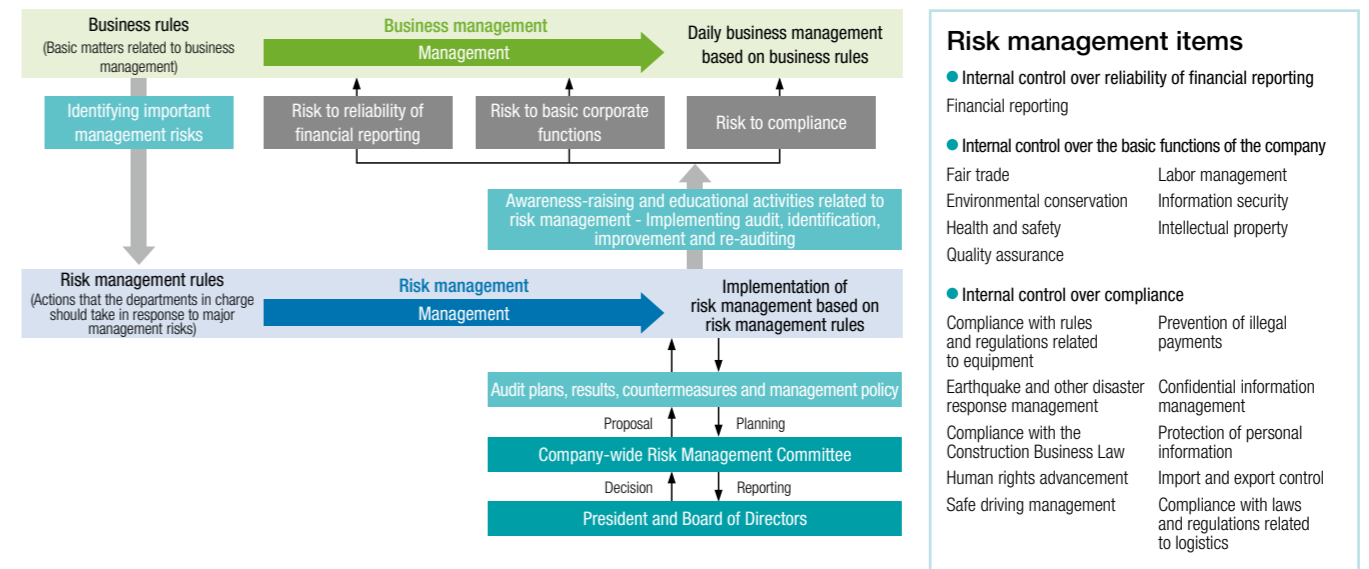 Business rules
(Basic matters related to business
management)
Business management
Management
Daily business management
based on business rules
Identifying important
management risks
Risk to reliability of
financial reporting
Risk to basic corporate
functions
Risk to compliance
Awareness-raising and educational activities related to
risk management - Implementing audit, identification,
improvement and re-auditing
Risk management rules
(Actions that the departments in charge
should take in response to major
management risks)
Risk management
Management
Implementation of
risk management based on
risk management rules
Audit plans, results, countermeasures and management policy
Proposal
Planning
Company-wide Risk Management Committee
Decision
Reporting
President and Board of Directors
Risk management items
Internal control over reliability of financial reporting
Financial reporting
Internal control over the basic functions of the company
Fair trade
Environmental conservation
Health and safety
Quality assurance
Labor management
Information security
Intellectual property
Internal control over compliance
Compliance with rules
and regulations related
to equipment
Earthquake and other disaster
response management
Compliance with the
Construction Business Law
Human rights advancement
Safe driving management
Prevention of illegal
payments
Confidential information
management
Protection of personal
information
Import and export control
Compliance with laws
and regulations related
to logistics